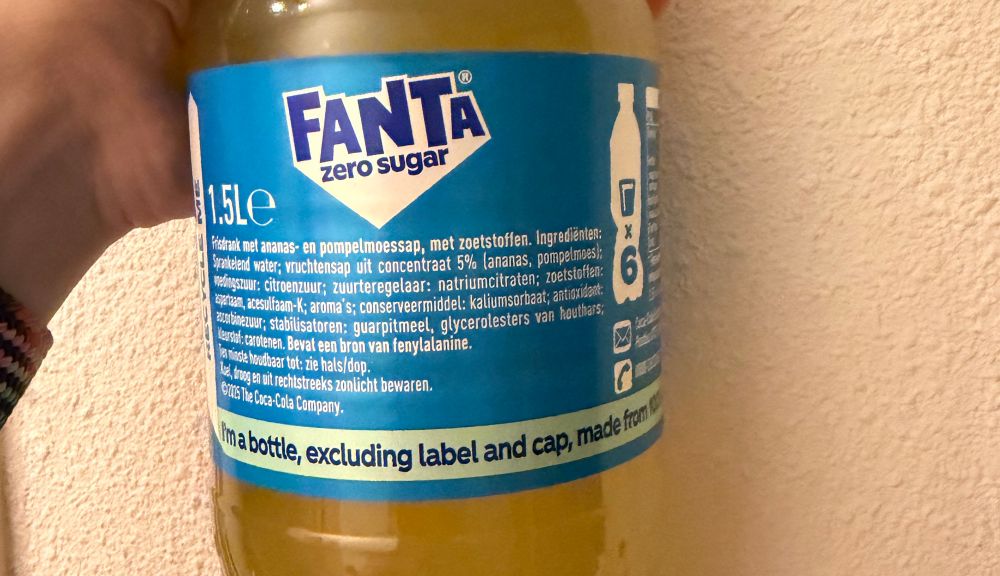 FANTA®
zero sugar
1.5L e
RECYCLE ME
Frisdrank met ananas- en pompelmoessap, met zoetstoffen. Ingrediënten:
Sprankelend water; vruchtensap uit concentraat 5% (ananas, pompelmoes);
voedingszuur: citroenzuur; zuurteregelaar: natriumcitraten; zoetstoffen:
aspartaam, acesulfaam-K; aroma's; conserveermiddel: kaliumsorbaat; antioxidant:
ascorbinezuur; stabilisatoren: guarpitmeel, glycerolesters van houthars;
kleurstof: carotenen. Bevat een bron van fenylalanine.
Ten minste houdbaar tot: zie hals/dop.
Koel, droog en uit rechtstreeks zonlicht bewaren.
©2025 The Coca-Cola Company.
x
6
I'm a bottle, excluding label and cap, made from